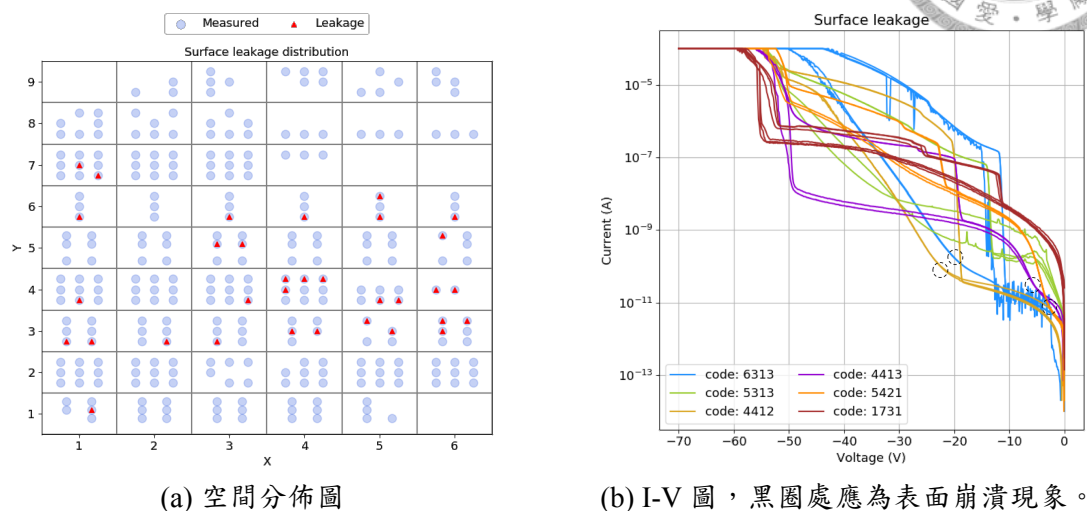 Measured Leakage
Surface leakage distribution
9
8
7
6
5
4
3
2
1
Y
1 2 3 4 5 6
X
(a) 空間分佈圖
國 愛 · 學
Surface leakage
10⁻⁵
10⁻⁷
10⁻⁹
10⁻¹¹
10⁻¹³
Current (A)
code: 6313
code: 5313
code: 4412
code: 4413
code: 5421
code: 1731
−70 −60 −50 −40 −30 −20 −10 0
Voltage (V)
(b) I-V 圖，黑圈處應為表面崩潰現象。